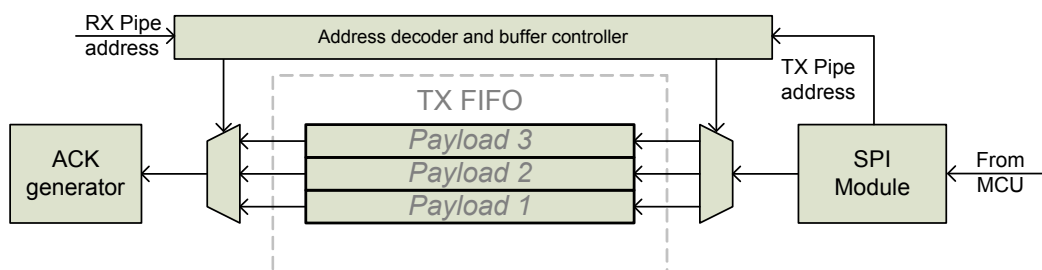 RX Pipe
address
Address decoder and buffer controller
TX Pipe
address
TX FIFO
ACK
generator
Payload 3
Payload 2
Payload 1
SPI
Module
From
MCU